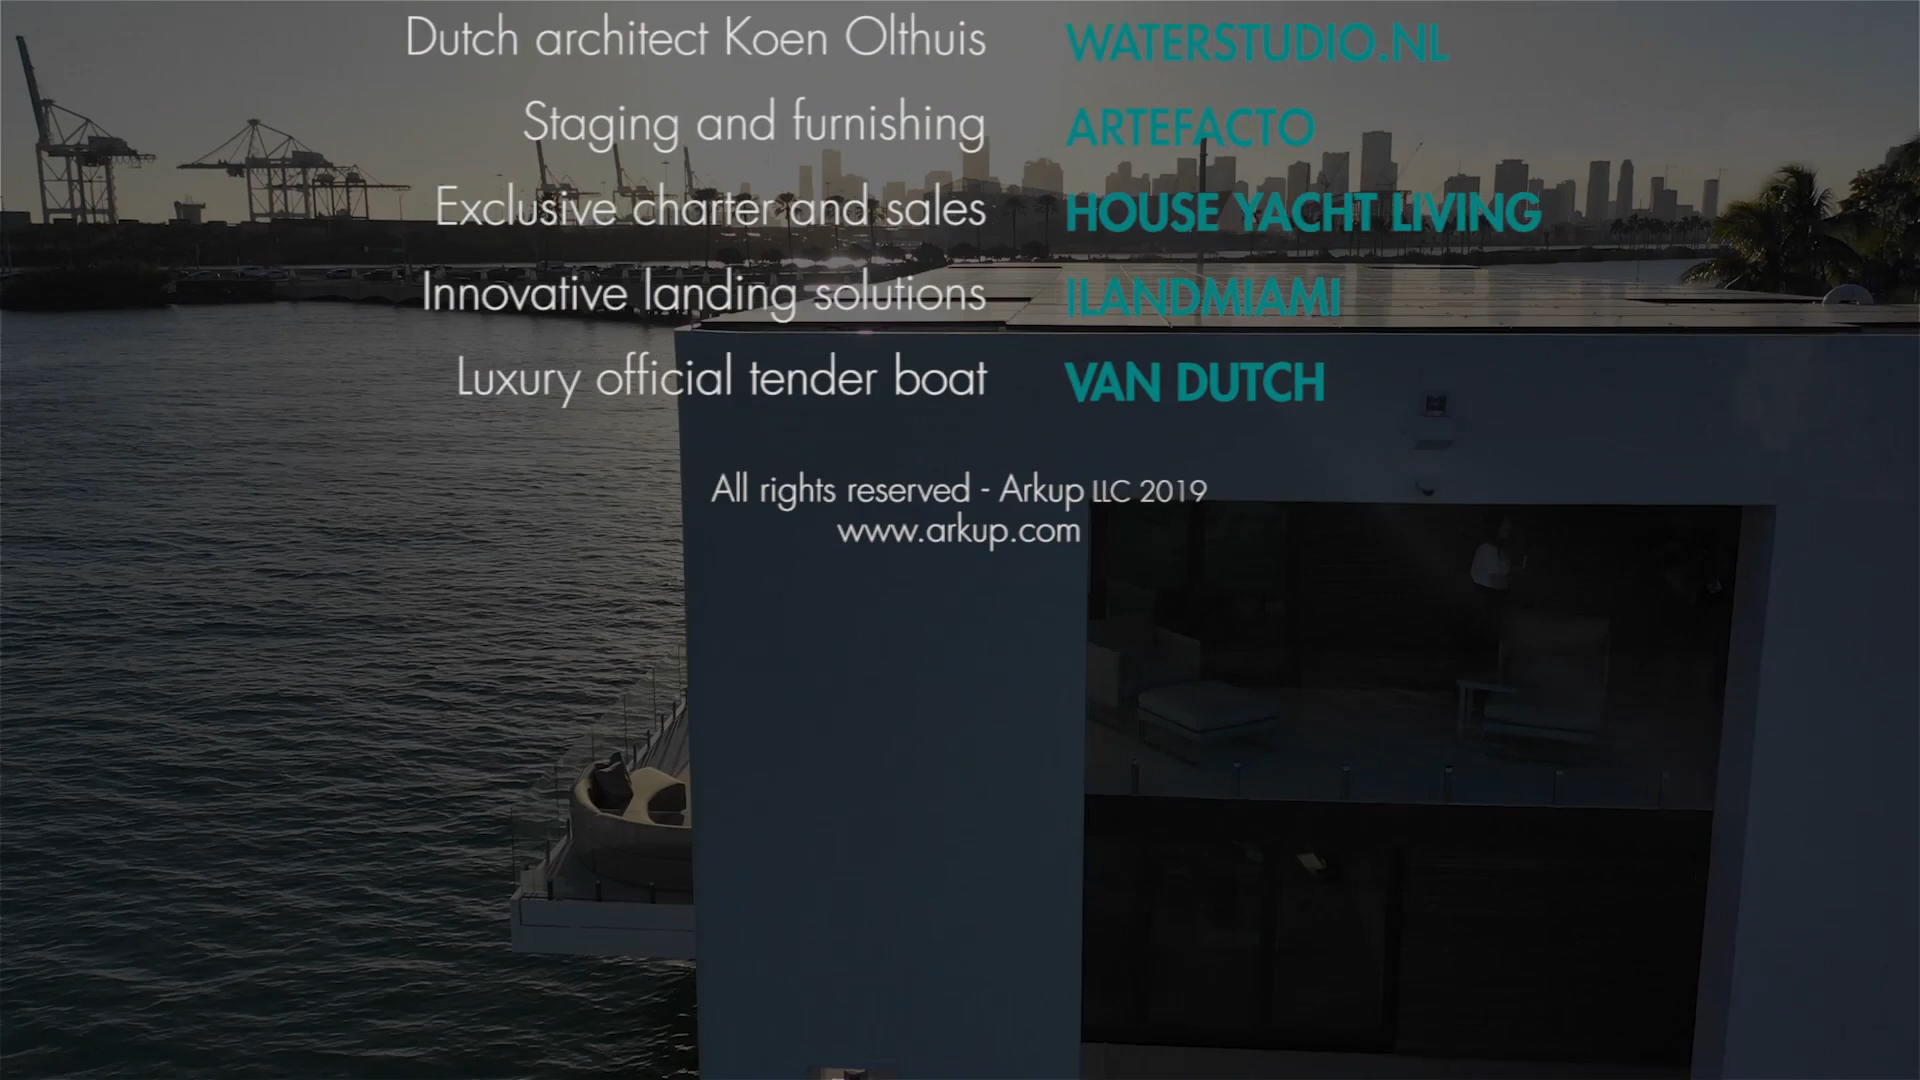 Dutch architect Koen Olthuis WATERSTUDIO.NL
Staging and furnishing ARTEFACTO
Exclusive charter and sales HOUSE YACHT LIVING
Innovative landing solutions ILANDMIAMI
Luxury official tender boat VAN DUTCH
All rights reserved - Arkup LLC 2019
www.arkup.com